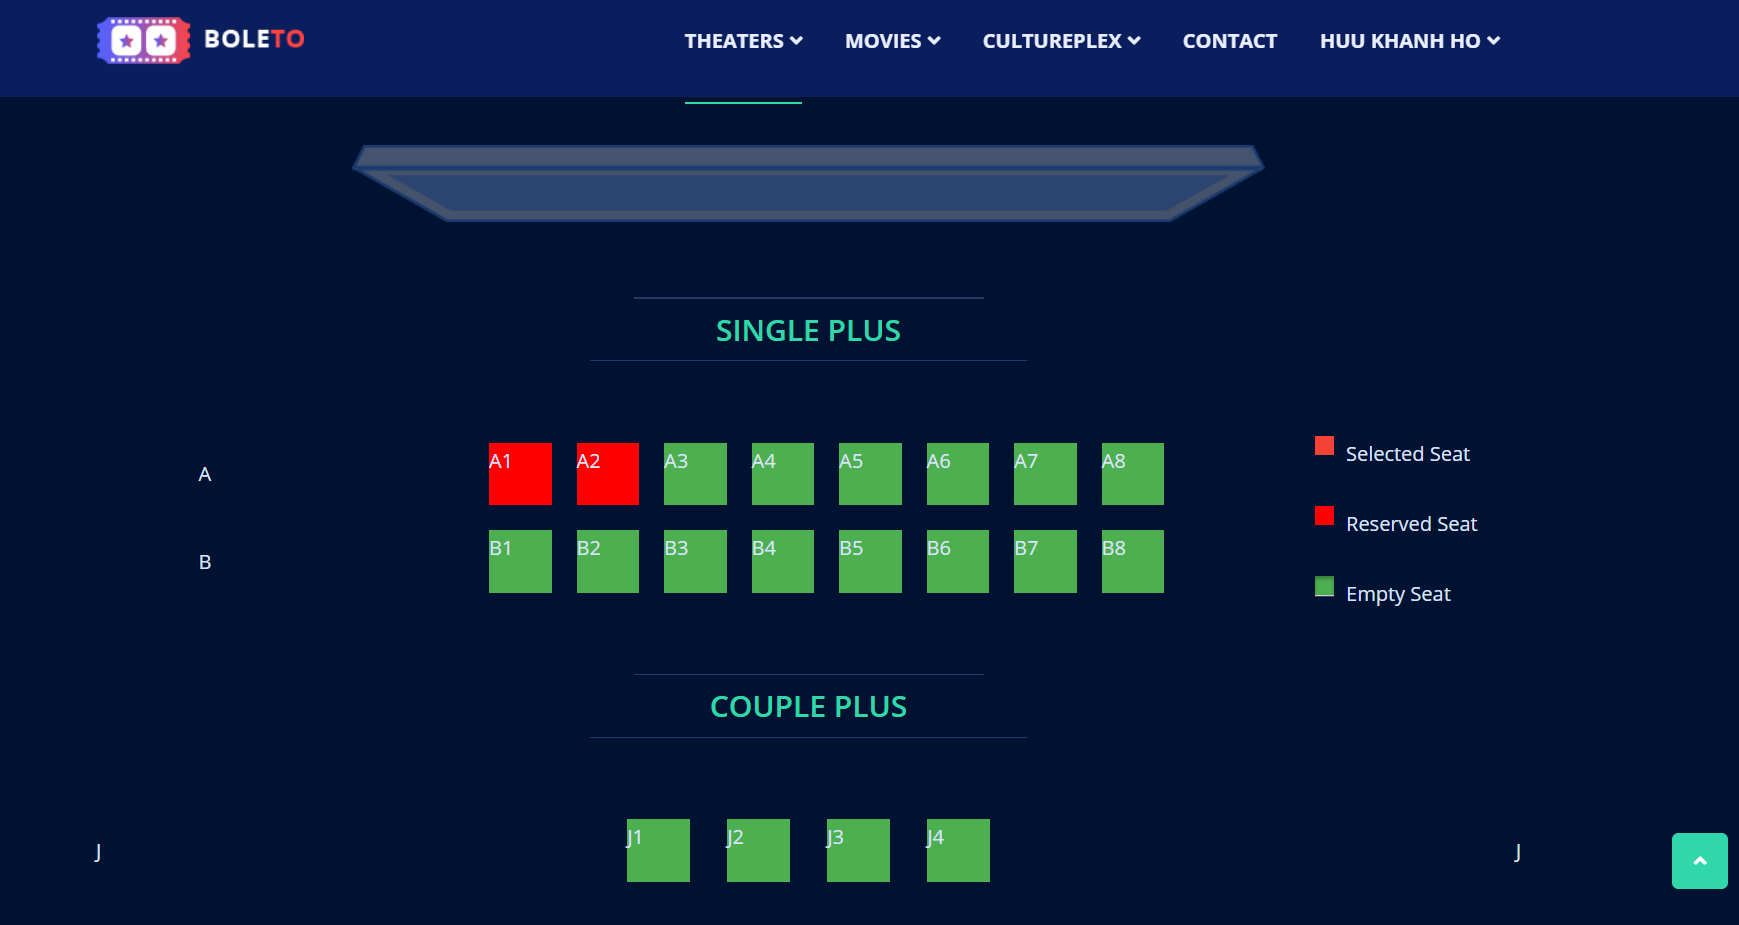 BOLETO
THEATERS MOVIES CULTUREPLEX CONTACT HUU KHANH HO
SINGLE PLUS
A A1 A2 A3 A4 A5 A6 A7 A8
B B1 B2 B3 B4 B5 B6 B7 B8
Selected Seat
Reserved Seat
Empty Seat
COUPLE PLUS
J J1 J2 J3 J4 J